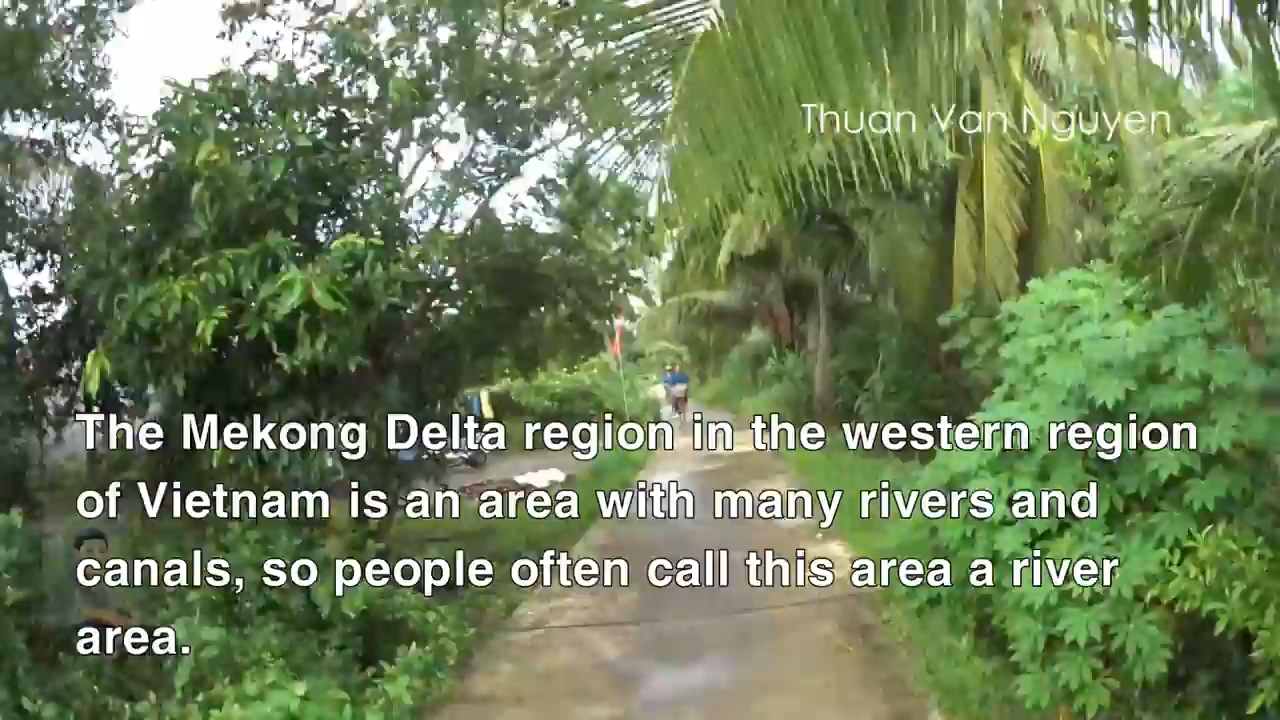 Thuan Van Nguyen
The Mekong Delta region in the western region
of Vietnam is an area with many rivers and
canals, so people often call this area a river
area.